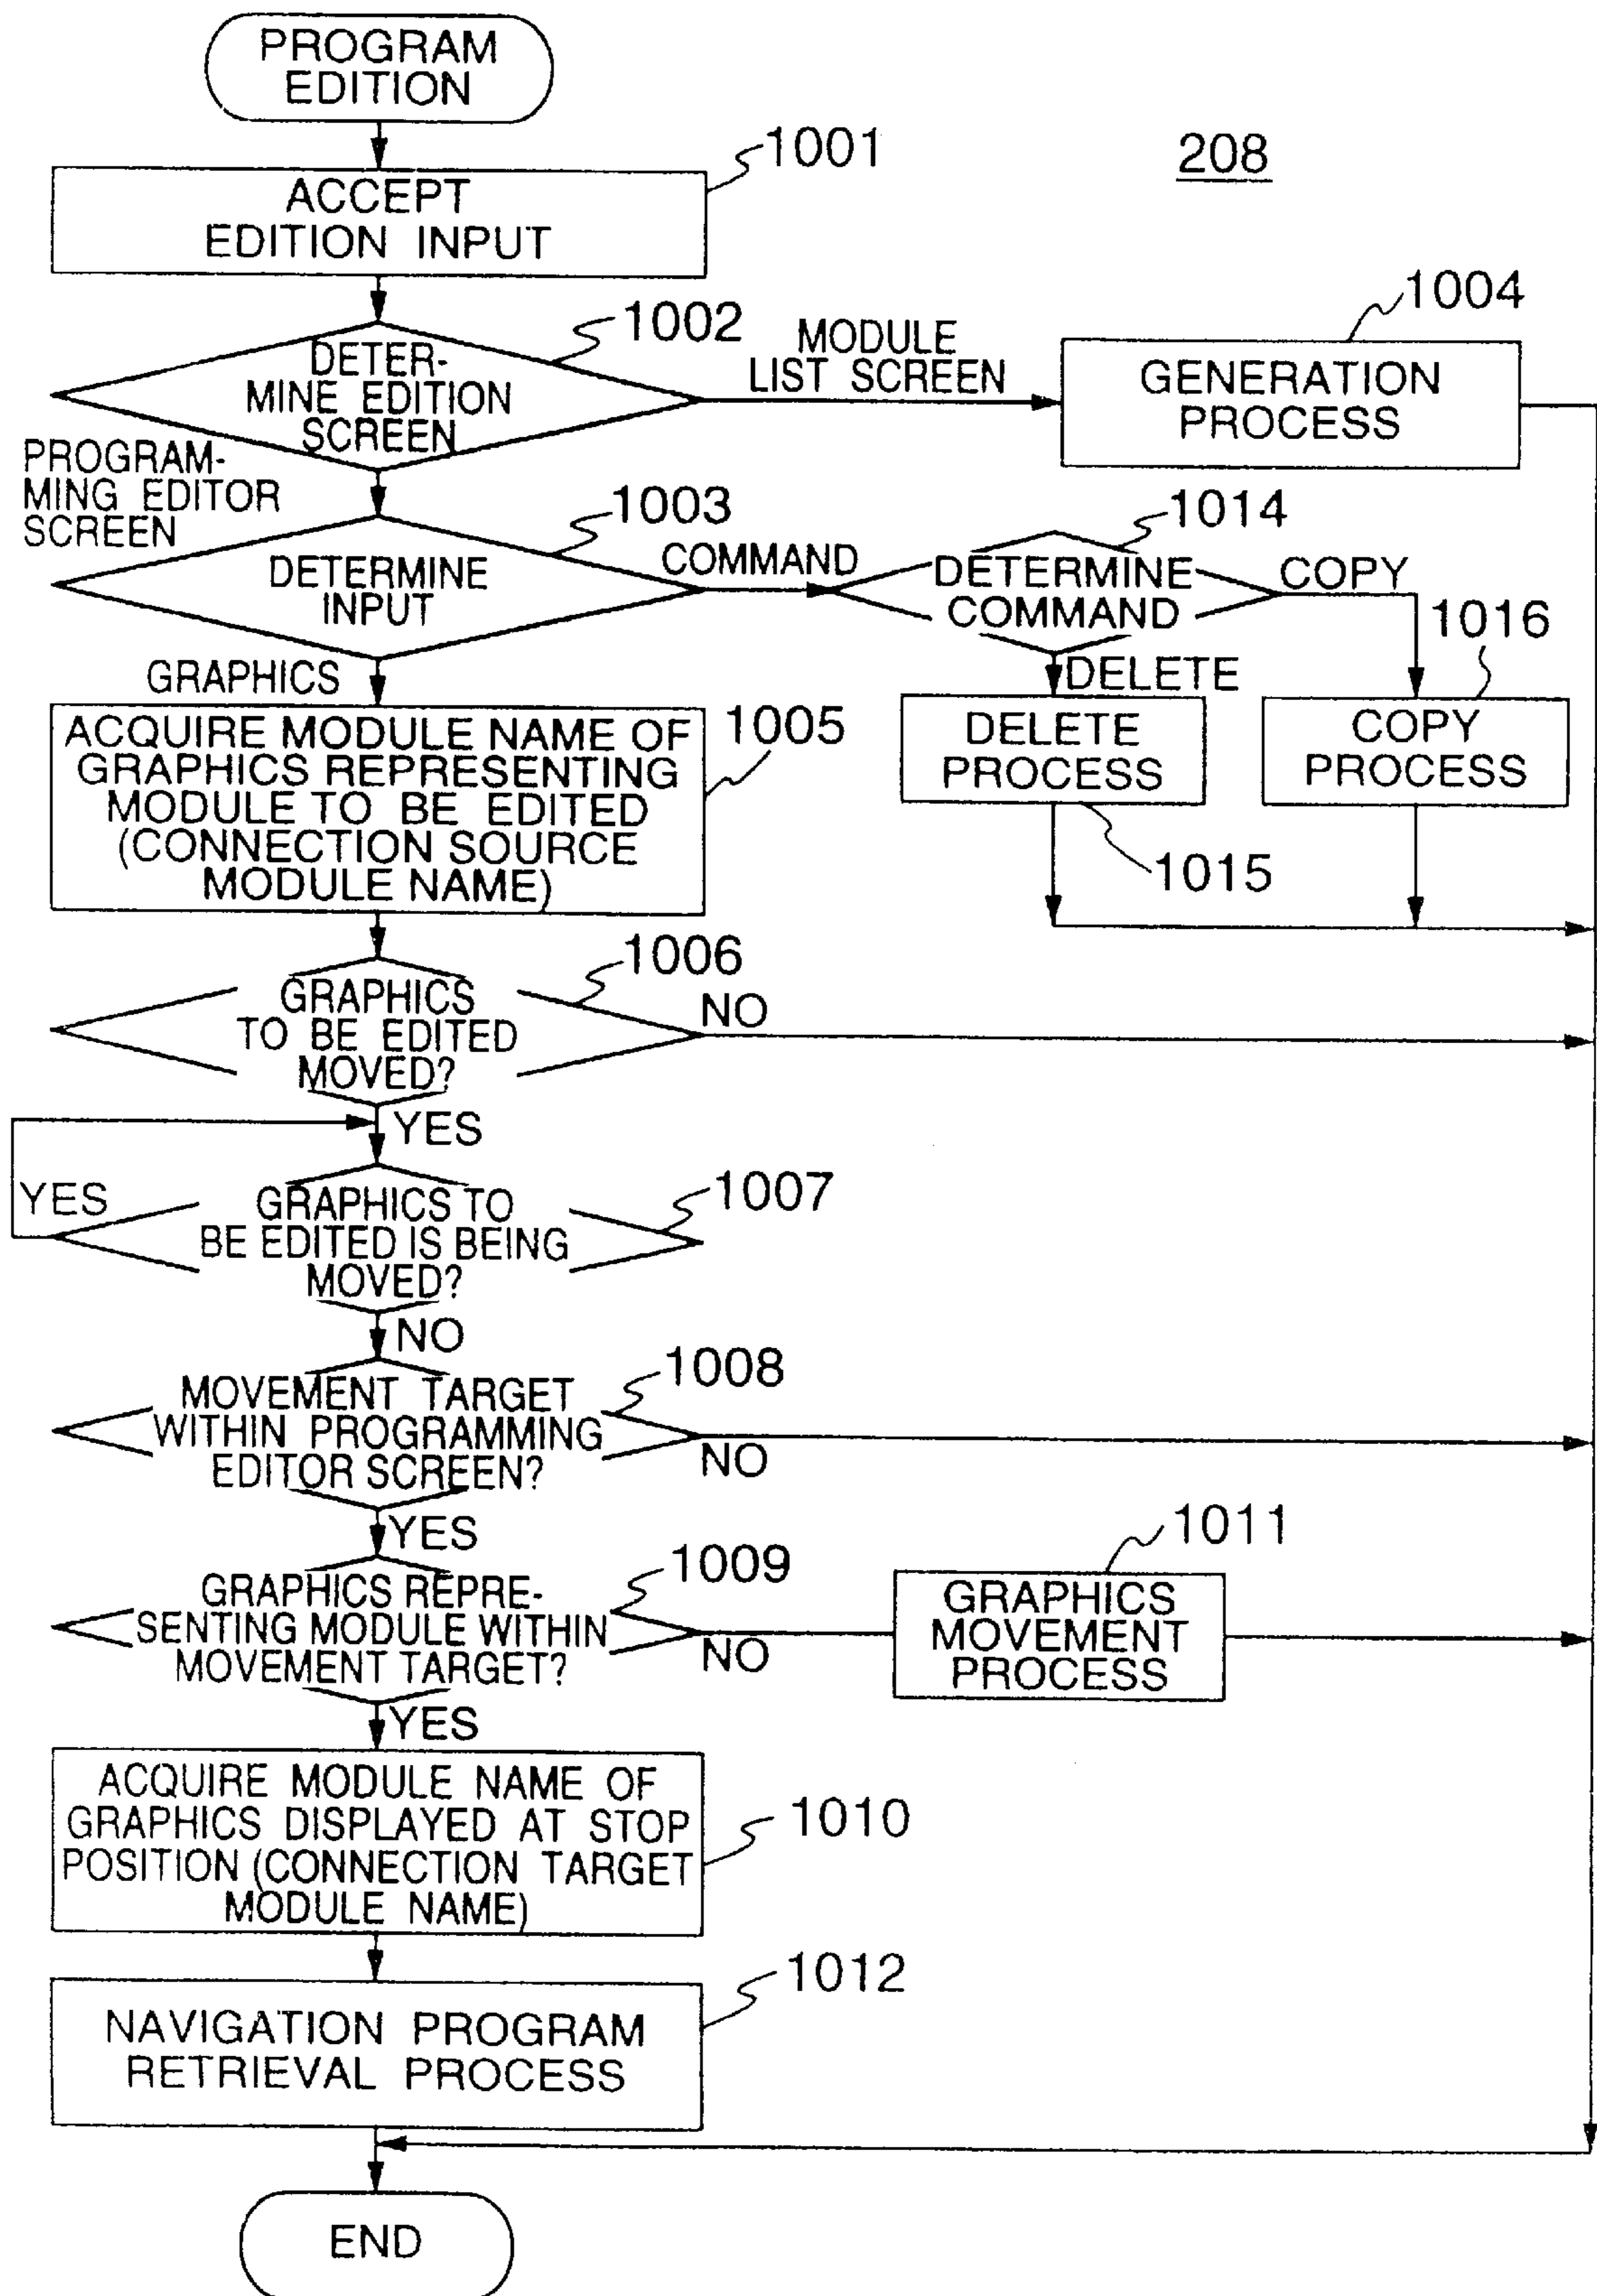 PROGRAM
EDITION
208
1001
ACCEPT
EDITION INPUT
1002
DETER-
MINE EDITION
SCREEN
MODULE
LIST SCREEN
1004
GENERATION
PROCESS
PROGRAM-
MING EDITOR
SCREEN
1003
DETERMINE
INPUT
COMMAND
1014
DETERMINE
COMMAND
COPY
1016
COPY
PROCESS
DELETE
DELETE
PROCESS
1015
GRAPHICS
1005
ACQUIRE MODULE NAME OF
GRAPHICS REPRESENTING
MODULE TO BE EDITED
(CONNECTION SOURCE
MODULE NAME)
1006
GRAPHICS
TO BE EDITED
MOVED?
NO
YES
YES
1007
GRAPHICS TO
BE EDITED IS BEING
MOVED?
NO
1008
MOVEMENT TARGET
WITHIN PROGRAMMING
EDITOR SCREEN?
NO
YES
1009
GRAPHICS REPRE-
SENTING MODULE WITHIN
MOVEMENT TARGET?
NO
1011
GRAPHICS
MOVEMENT
PROCESS
YES
ACQUIRE MODULE NAME OF
GRAPHICS DISPLAYED AT STOP
POSITION (CONNECTION TARGET
MODULE NAME)
1010
1012
NAVIGATION PROGRAM
RETRIEVAL PROCESS
END